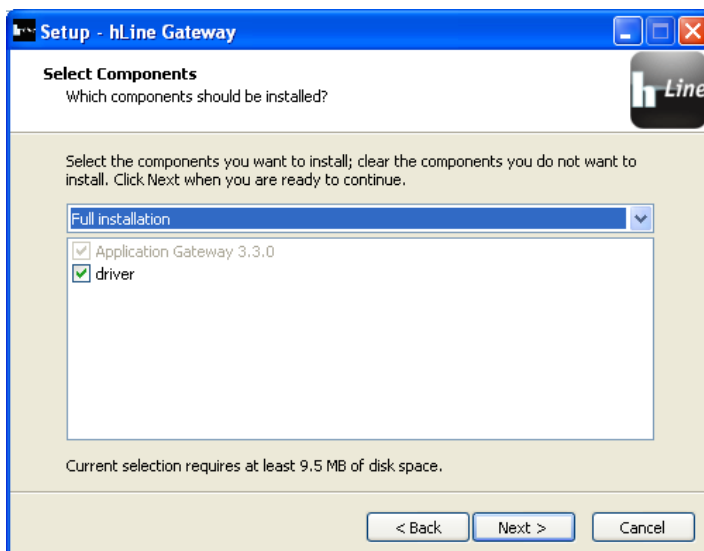 Setup - hLine Gateway
Select Components
Which components should be installed?
h Line
Select the components you want to install; clear the components you do not want to
install. Click Next when you are ready to continue.
Full installation
Application Gateway 3.3.0
driver
Current selection requires at least 9.5 MB of disk space.
< Back
Next >
Cancel